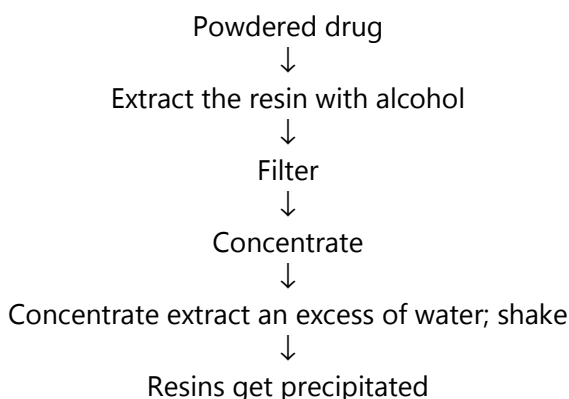 Powdered drug
↓
Extract the resin with alcohol
↓
Filter
↓
Concentrate
↓
Concentrate extract an excess of water; shake
↓
Resins get precipitated